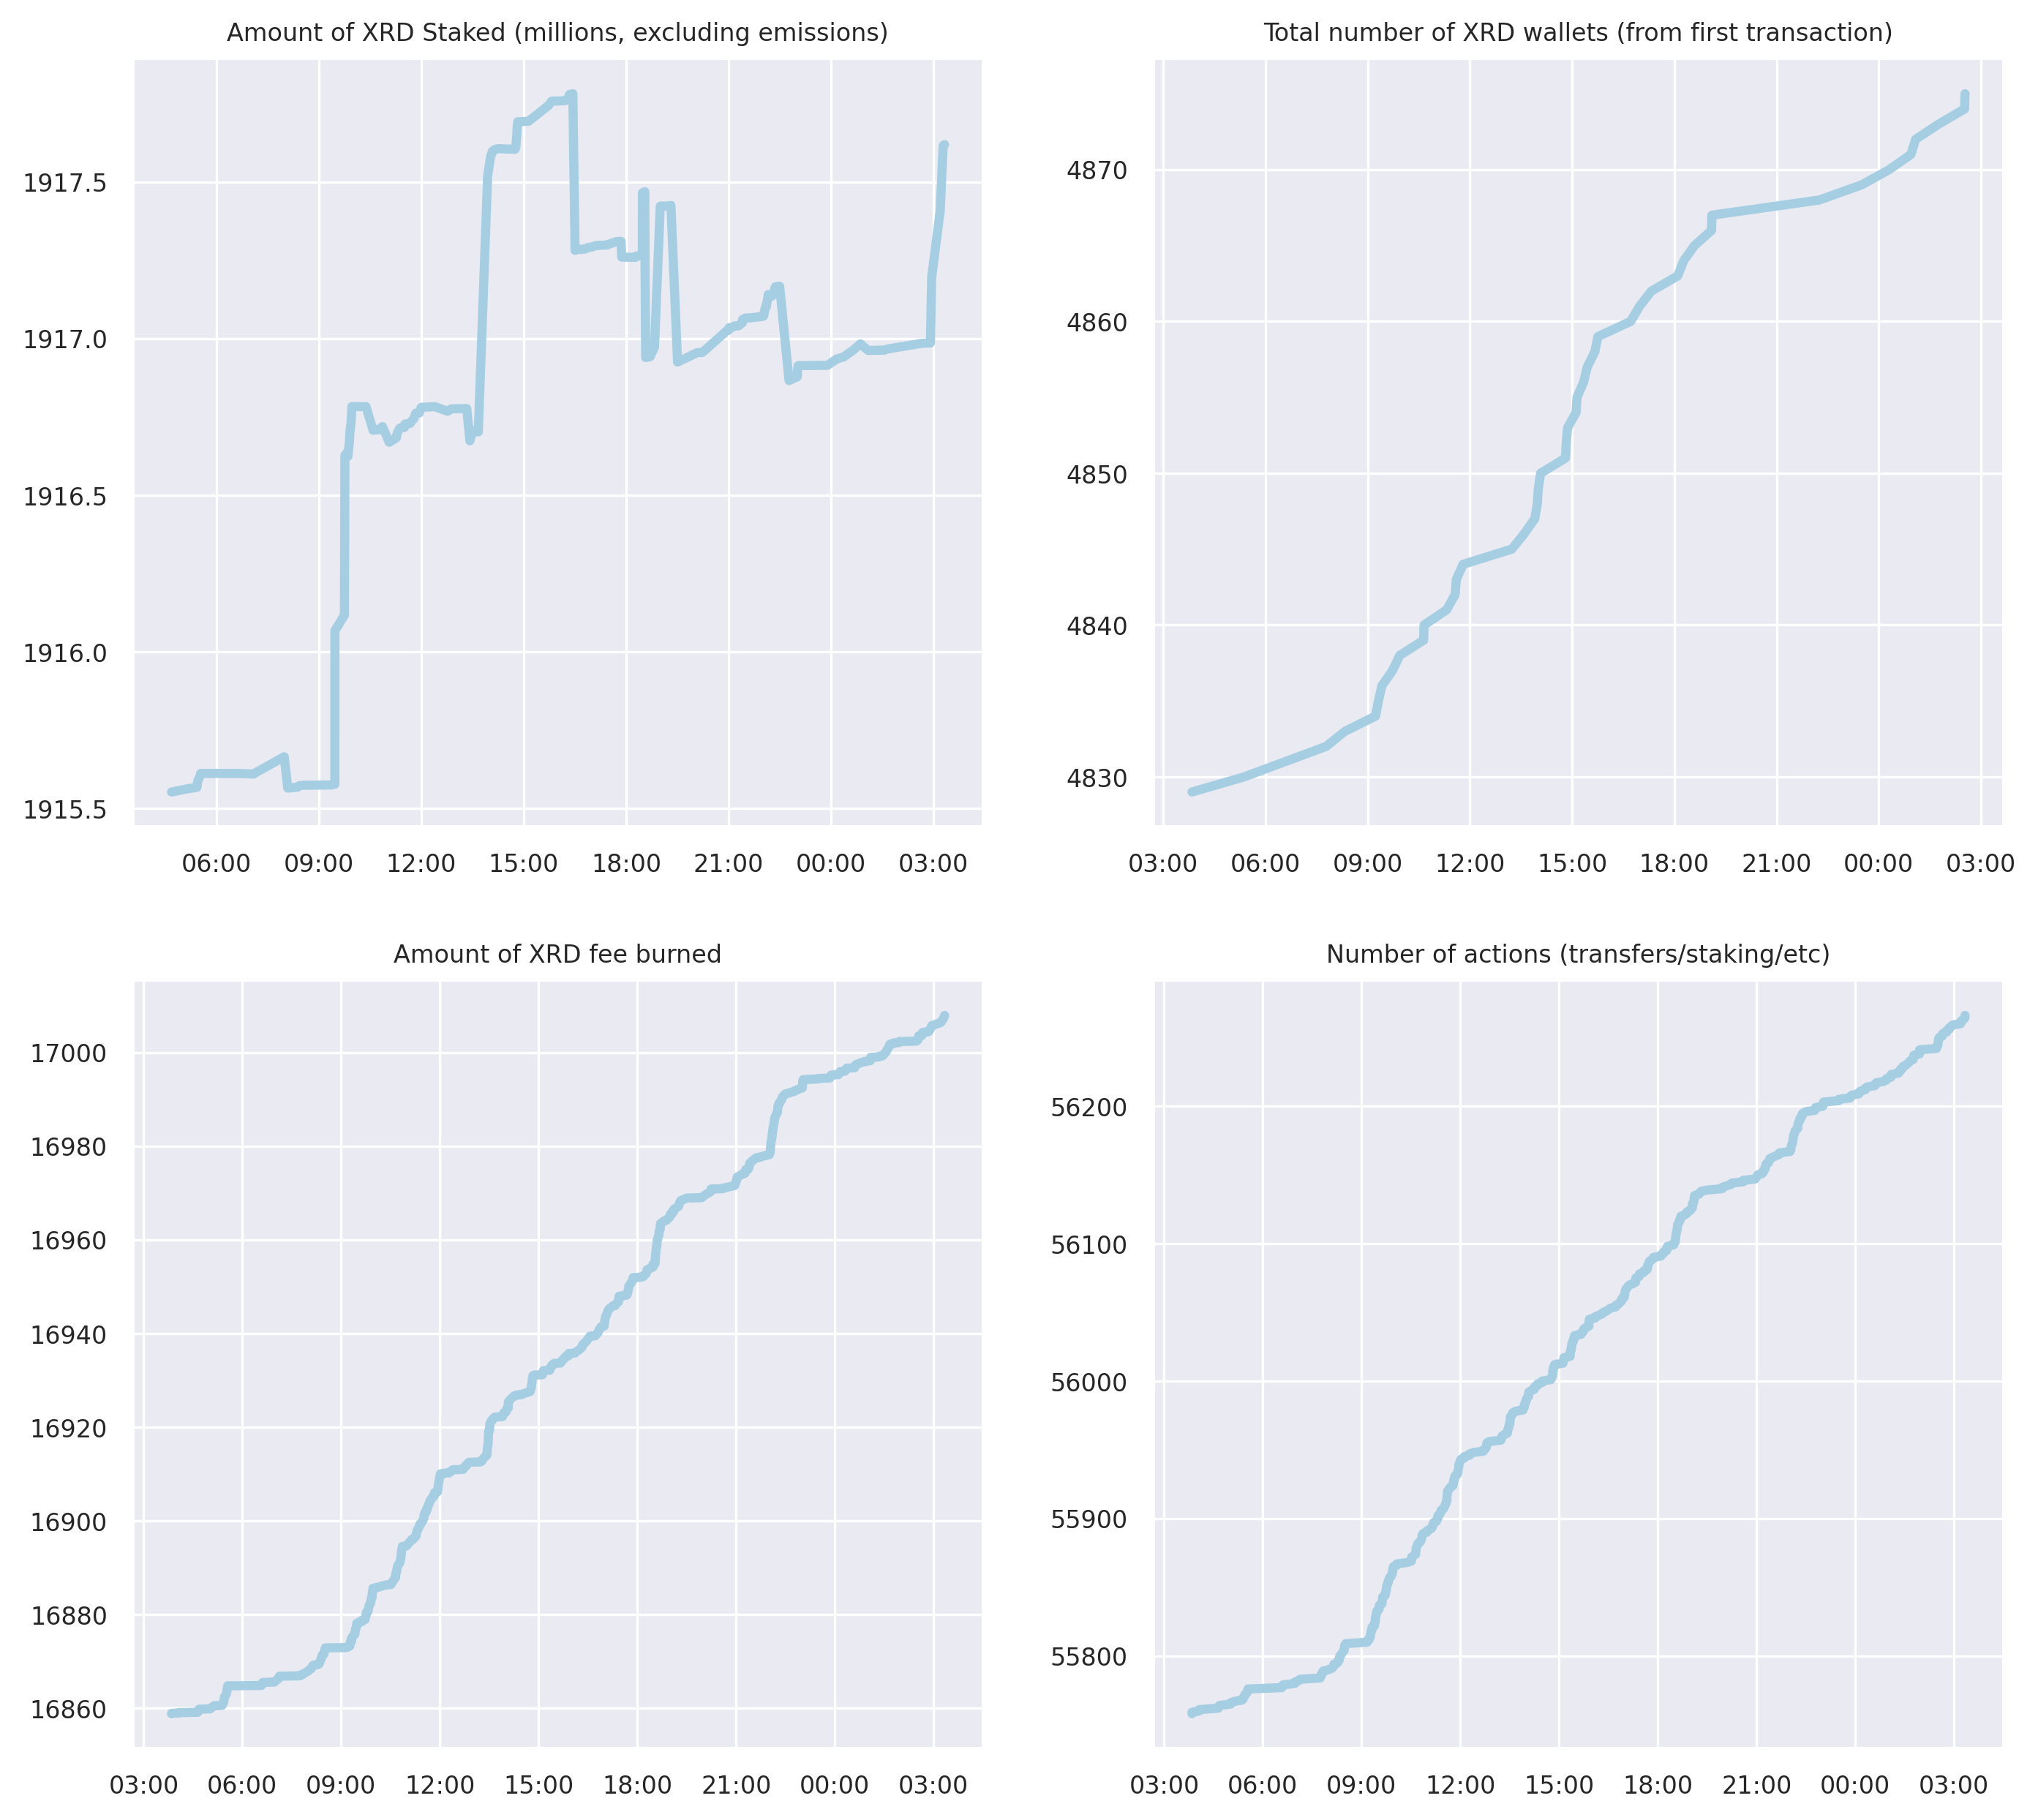 Amount of XRD Staked (millions, excluding emissions)
1917.5
1917.0
1916.5
1916.0
1915.5
06:00 09:00 12:00 15:00 18:00 21:00 00:00 03:00
Total number of XRD wallets (from first transaction)
4870
4860
4850
4840
4830
03:00 06:00 09:00 12:00 15:00 18:00 21:00 00:00 03:00
Amount of XRD fee burned
17000
16980
16960
16940
16920
16900
16880
16860
03:00 06:00 09:00 12:00 15:00 18:00 21:00 00:00 03:00
Number of actions (transfers/staking/etc)
56200
56100
56000
55900
55800
03:00 06:00 09:00 12:00 15:00 18:00 21:00 00:00 03:00